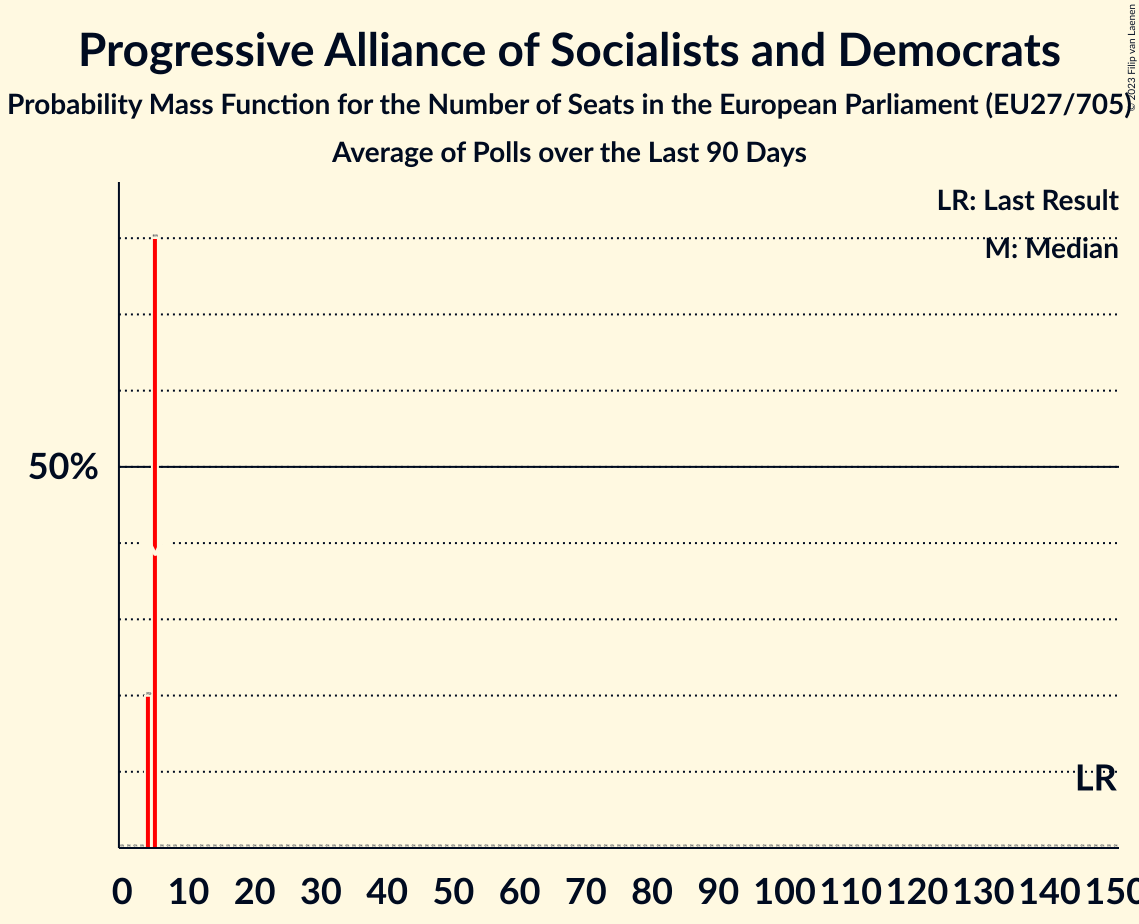 Progressive Alliance of Socialists and Democrats
Probability Mass Function for the Number of Seats in the European Parliament (EU27/705)
Average of Polls over the Last 90 Days
© 2023 Filip van Laenen
LR: Last Result
M: Median
50%
LR
0 10 20 30 40 50 60 70 80 90 100 110 120 130 140 150